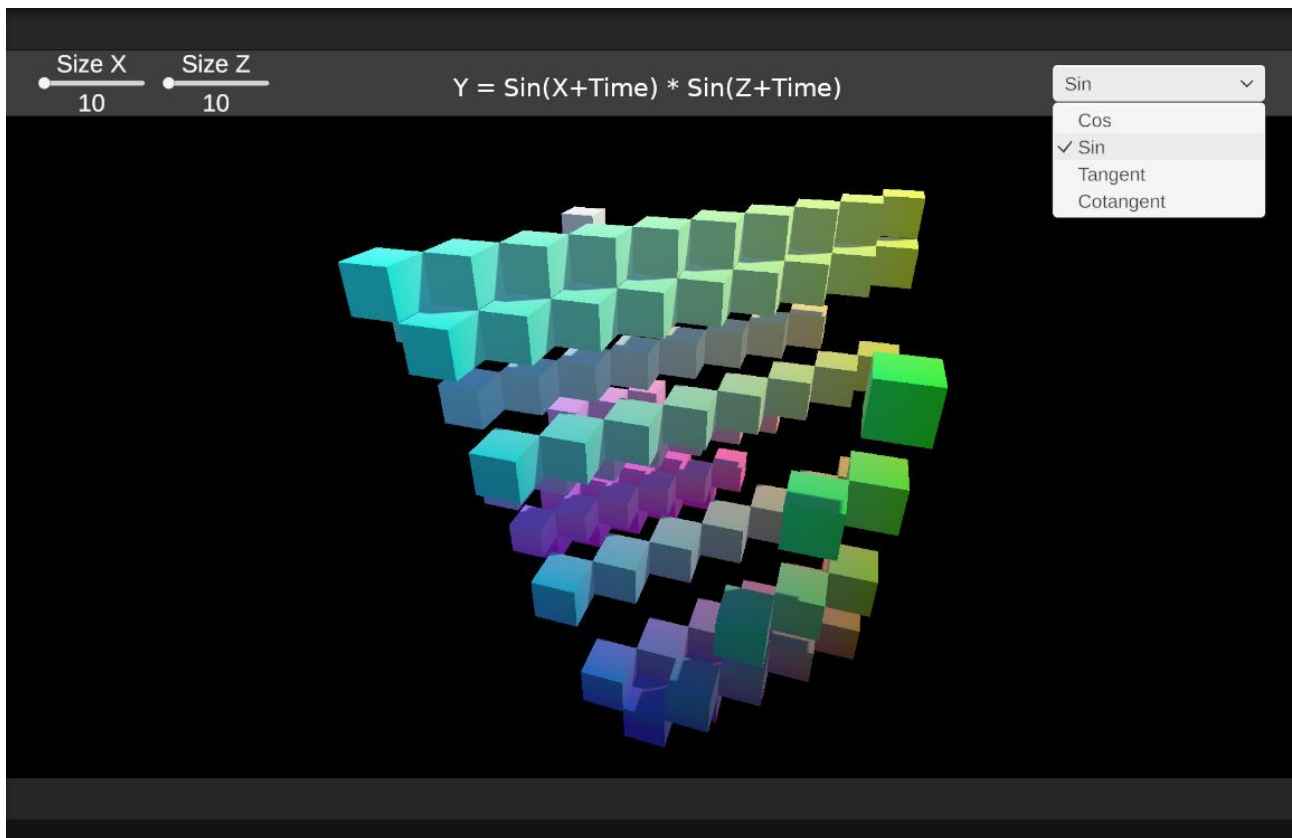 Size X
10
Size Z
10
Y = Sin(X+Time) * Sin(Z+Time)
Sin
Cos
Sin
Tangent
Cotangent